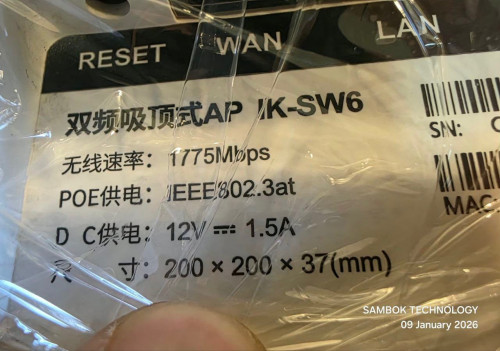 RESET WAN LAN
双频吸顶式AP IK-SW6
无线速率：1775Mbps
POE供电：IEEE802.3at
D C供电：12V ⎓ 1.5A
尺 寸：200 × 200 × 37(mm)
SN:
MAC:
SAMBOK TECHNOLOGY
09 January 2026